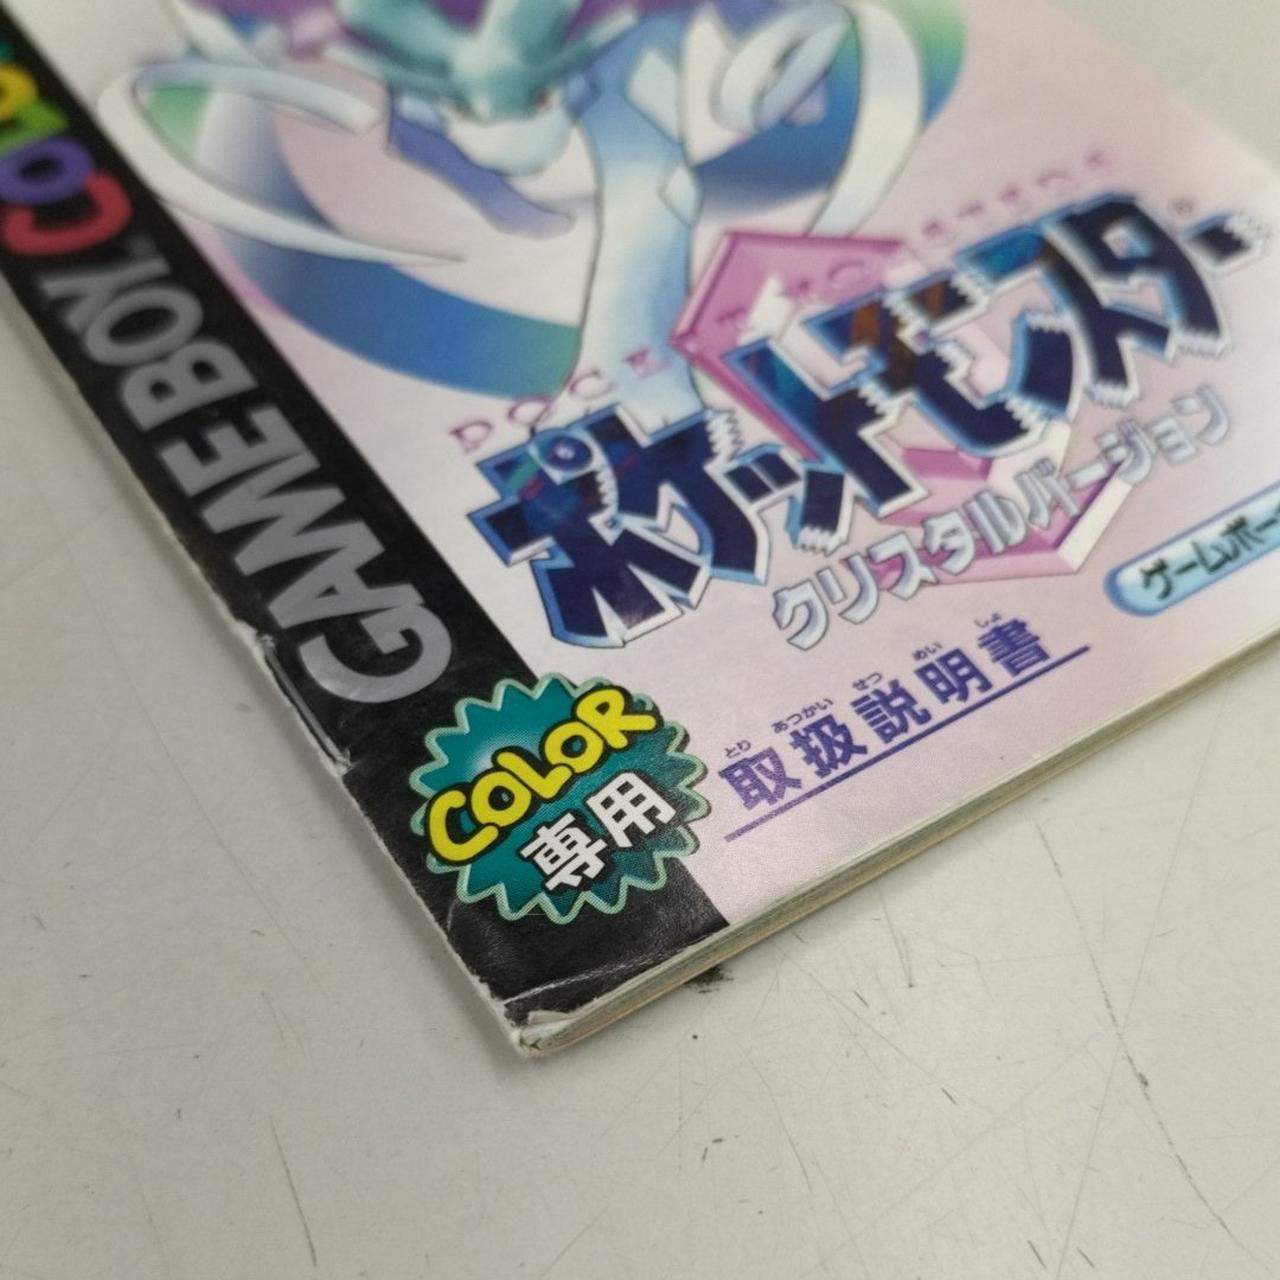 GAME BOY COLOR
POCKET MONSTERS
ポケットモンスター
クリスタルバージョン
ゲームボー
とり あつかい せつ めい しょ
取扱説明書
COLOR
専用